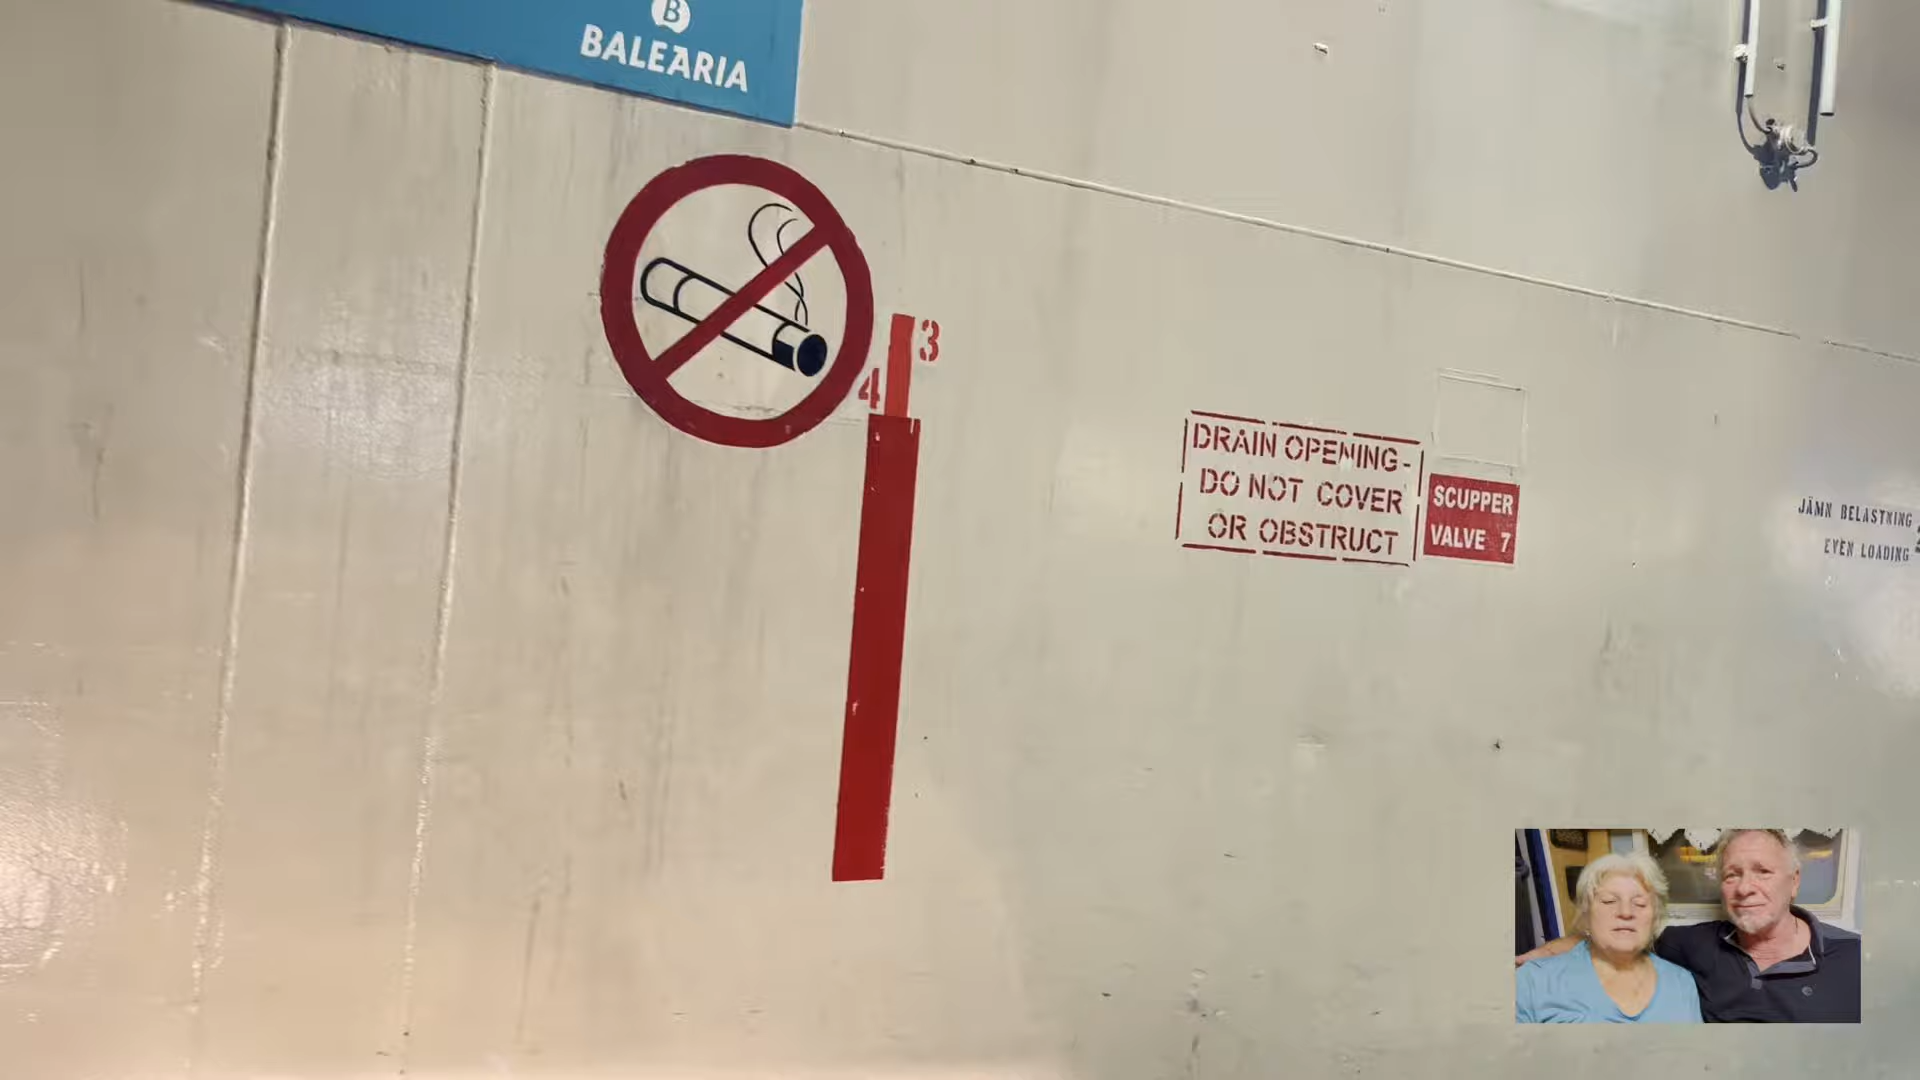 B
BALEARIA
3
4
DRAIN OPENING-
DO NOT COVER
OR OBSTRUCT
SCUPPER
VALVE 7
JÄMN BELASTNING
EVEN LOADING